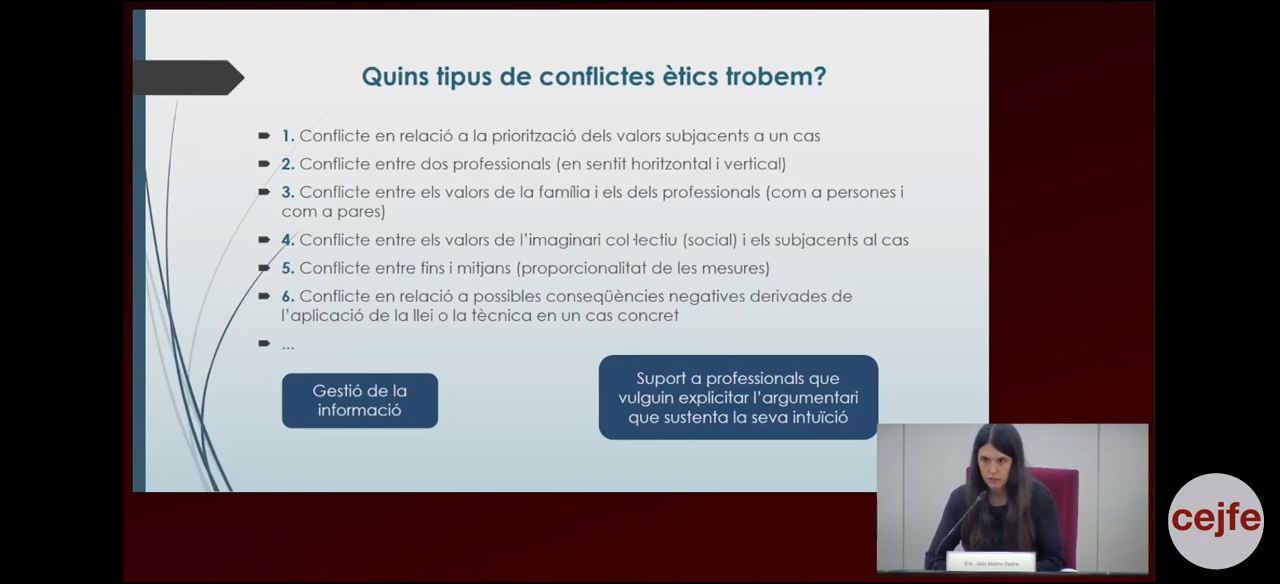 Quins tipus de conflictes ètics trobem?
1. Conflicte en relació a la priorització dels valors subjacents a un cas
2. Conflicte entre dos professionals (en sentit horitzontal i vertical)
3. Conflicte entre els valors de la família i els dels professionals (com a persones i
com a pares)
4. Conflicte entre els valors de l’imaginari col·lectiu (social) i els subjacents al cas
5. Conflicte entre fins i mitjans (proporcionalitat de les mesures)
6. Conflicte en relació a possibles conseqüències negatives derivades de
l’aplicació de la llei o la tècnica en un cas concret
...
Gestió de la
informació
Suport a professionals que
vulguin explicitar l’argumentari
que sustenta la seva intuïció
cejfe